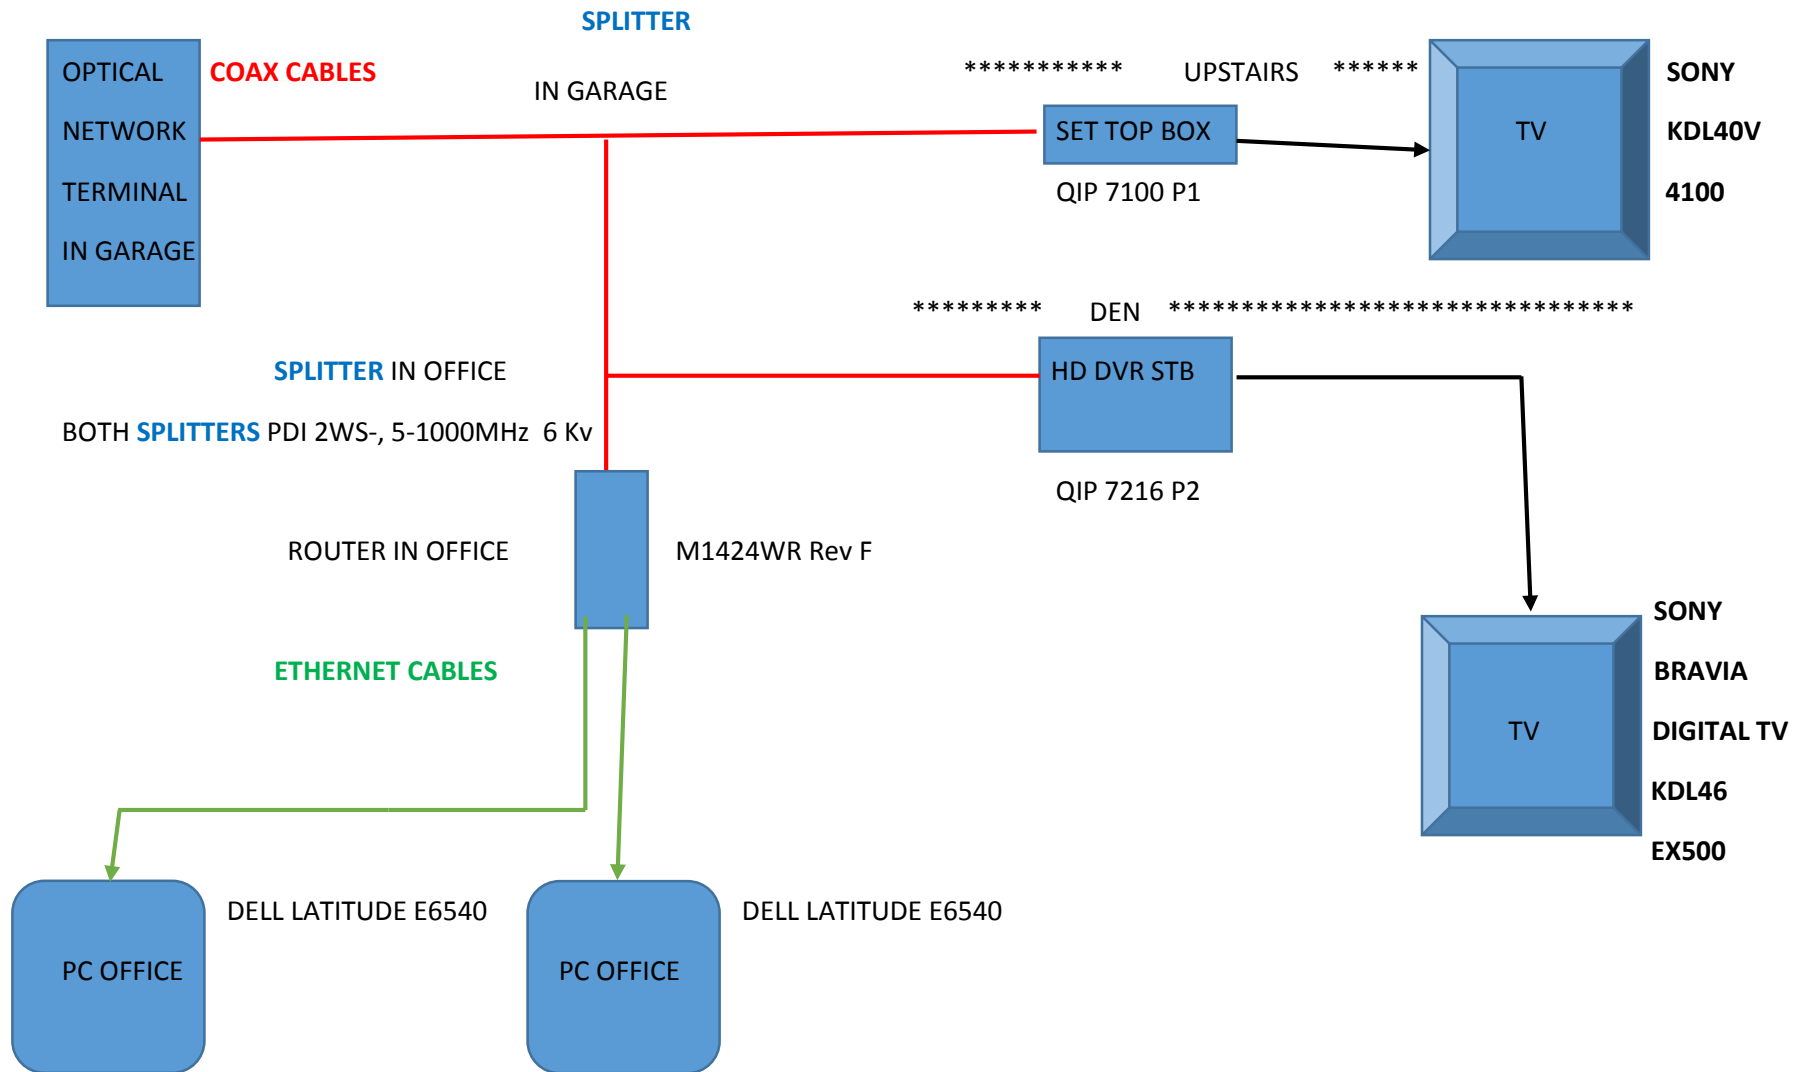 SPLITTER
OPTICAL
NETWORK
TERMINAL
IN GARAGE
COAX CABLES
IN GARAGE
*********** UPSTAIRS ******
SET TOP BOX
QIP 7100 P1
TV
SONY
KDL40V
4100
********* DEN ********************************
SPLITTER IN OFFICE
HD DVR STB
BOTH SPLITTERS PDI 2WS-, 5-1000MHz 6 Kv
QIP 7216 P2
ROUTER IN OFFICE
M1424WR Rev F
ETHERNET CABLES
TV
SONY
BRAVIA
DIGITAL TV
KDL46
EX500
PC OFFICE
DELL LATITUDE E6540
PC OFFICE
DELL LATITUDE E6540